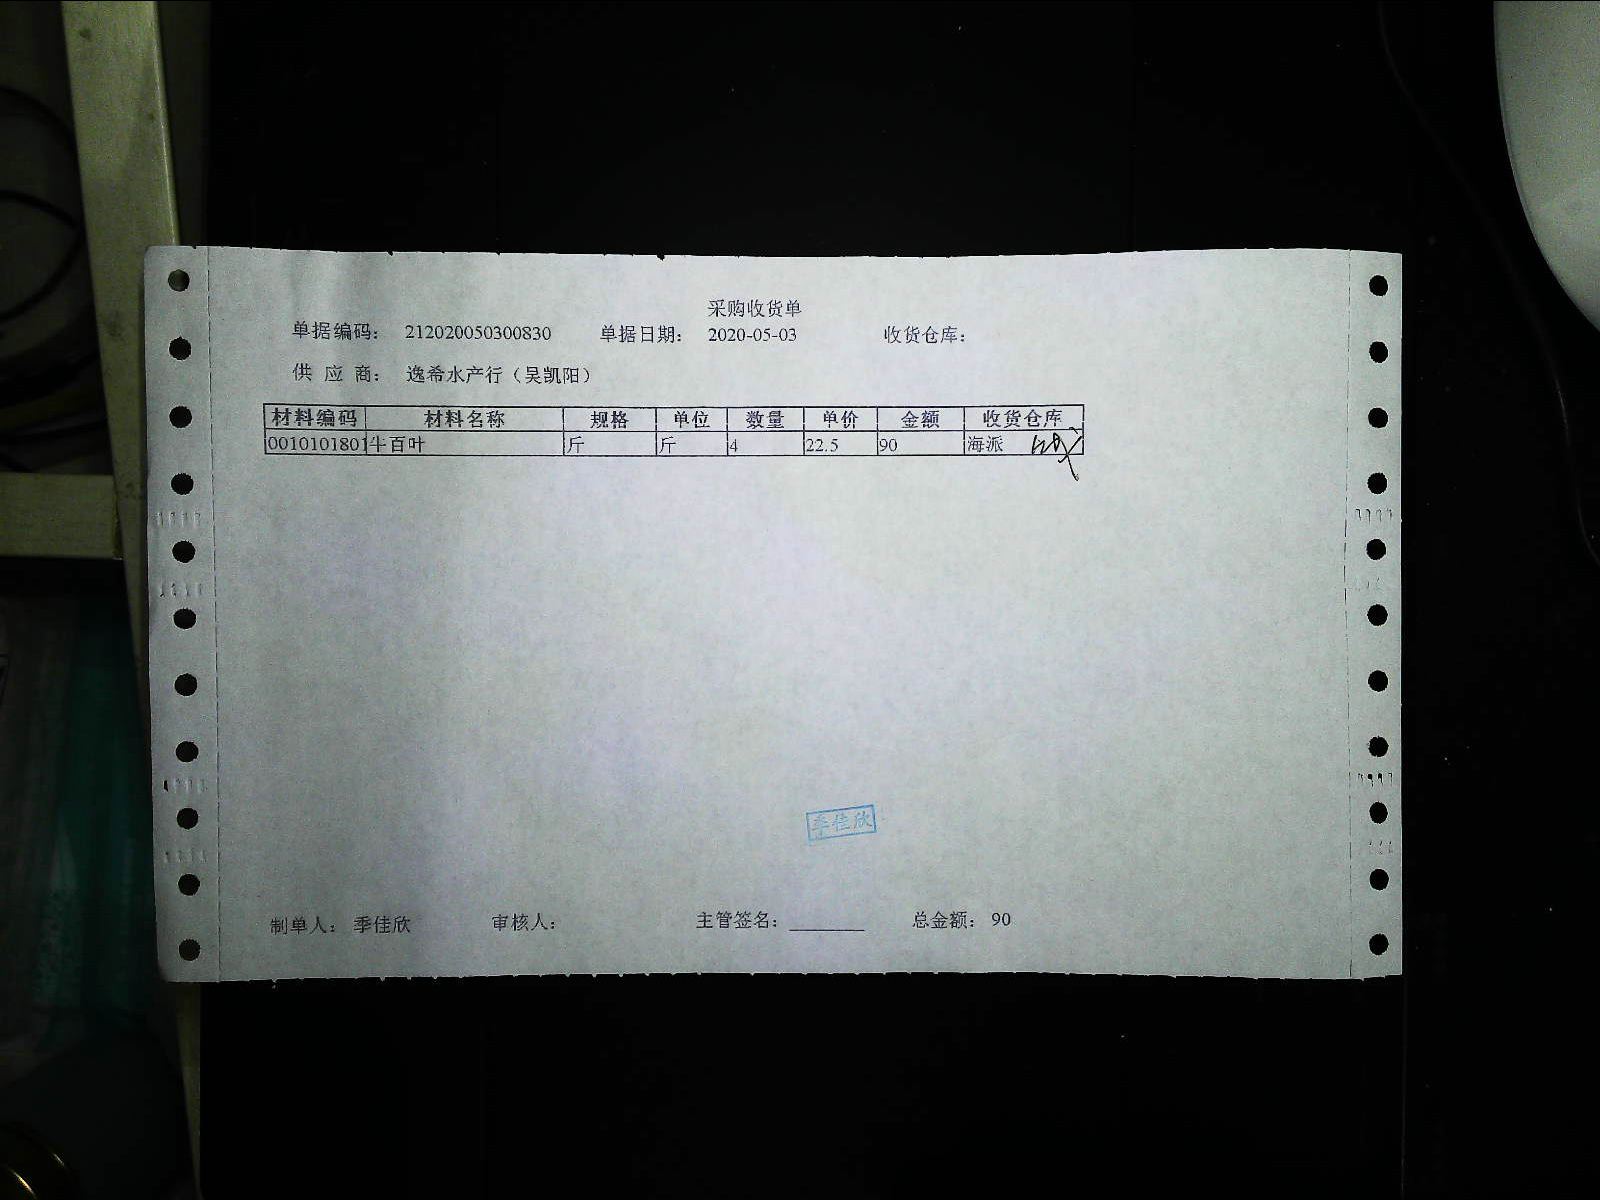 采购收货单
单据编码： 212020050300830 单据日期： 2020-05-03 收货仓库：
供 应 商： 逸希水产行（吴凯阳）
材料编码 材料名称 规格 单位 数量 单价 金额 收货仓库
0010101801 牛百叶 斤 斤 4 22.5 90 海派
季佳欣
制单人： 季佳欣 审核人： 主管签名： ________ 总金额： 90